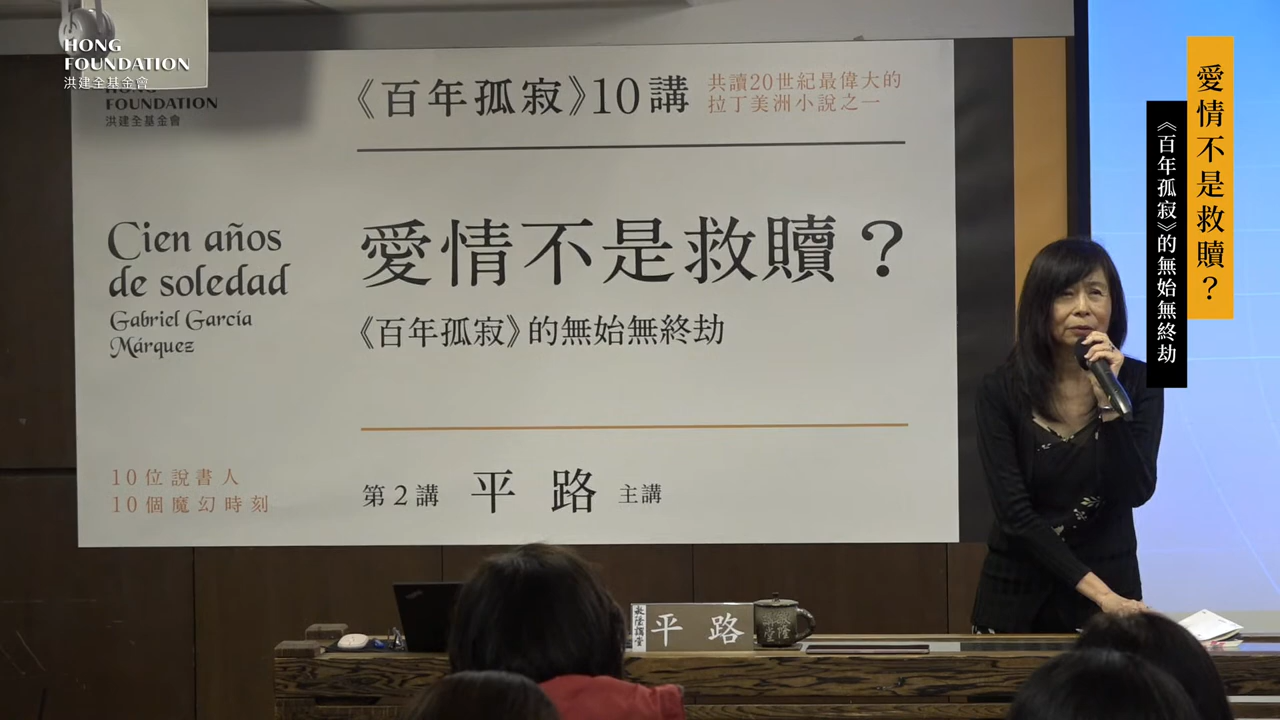 HONG
FOUNDATION
洪建全基金會
FOUNDATION
洪建全基金會
《百年孤寂》10講
共讀20世紀最偉大的
拉丁美洲小說之一
Cien años
de soledad
Gabriel García
Márquez
愛情不是救贖？
《百年孤寂》的無始無終劫
10位說書人
10個魔幻時刻
第2講 平路 主講
愛情不是救贖？
《百年孤寂》的無始無終劫
平路